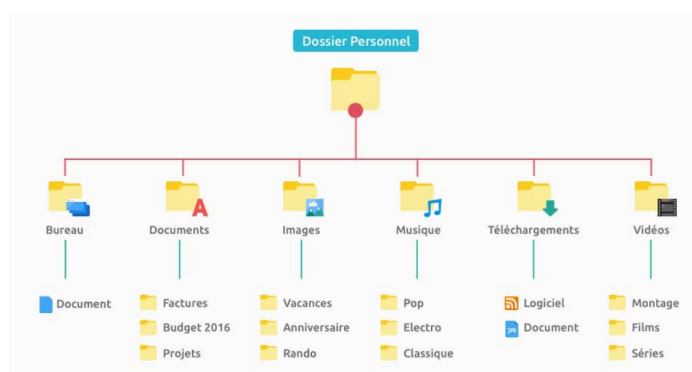 Dossier Personnel
Bureau
Documents
Images
Musique
Téléchargements
Vidéos
Document
Factures
Budget 2016
Projets
Vacances
Anniversaire
Rando
Pop
Electro
Classique
Logiciel
Document
Montage
Films
Séries